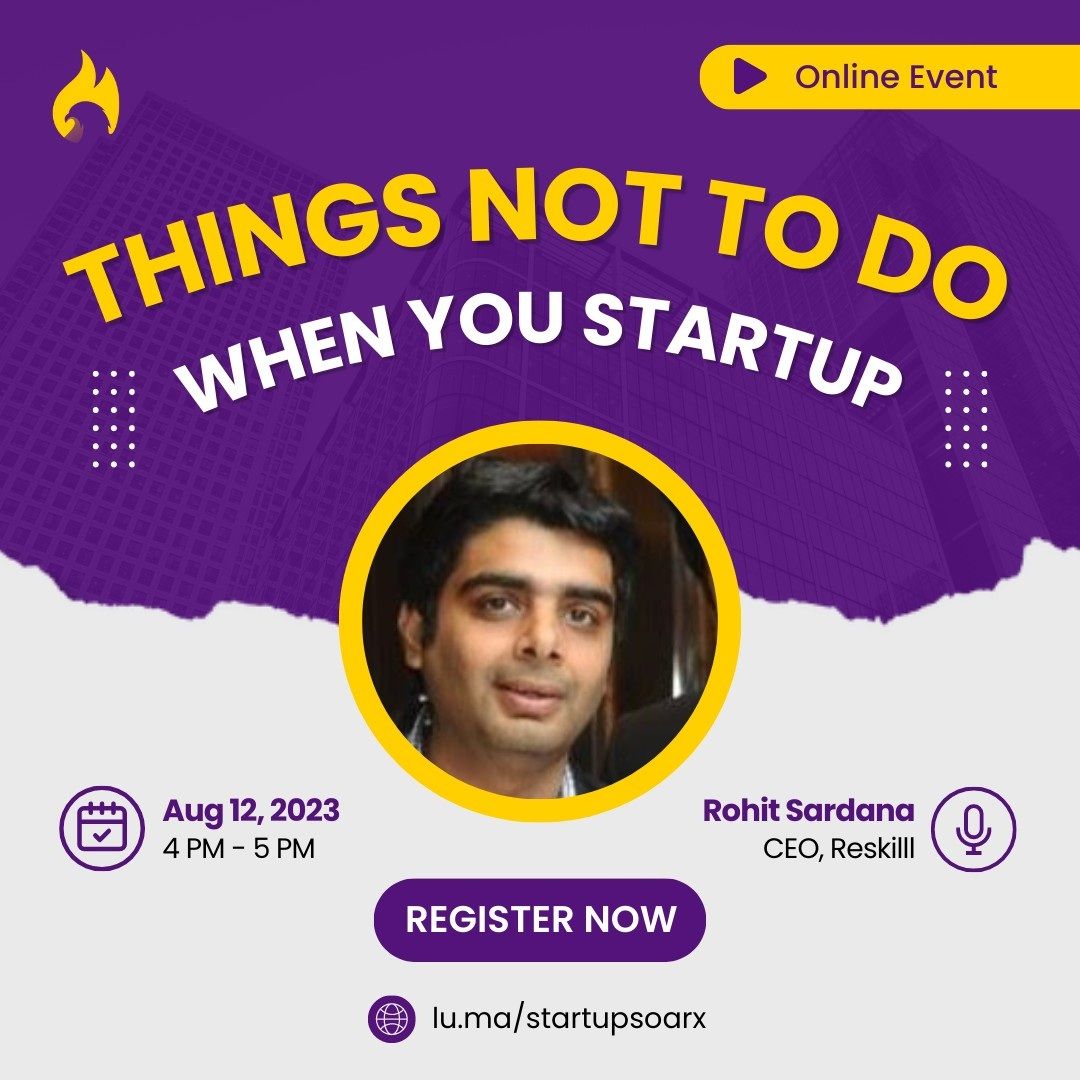 Online Event
THINGS NOT TO DO
WHEN YOU STARTUP
Aug 12, 2023
4 PM - 5 PM
Rohit Sardana
CEO, Reskilll
REGISTER NOW
lu.ma/startupsoarx